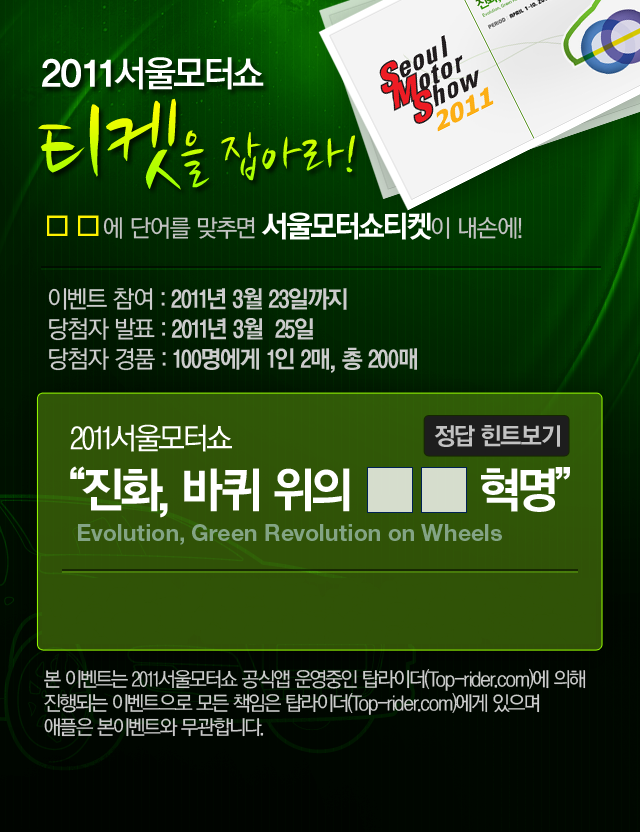 Evolution, Green
PERIOD : APRIL 1-10, 20
Seoul
Motor
Show
2011
2011서울모터쇼
티켓을 잡아라!
□ □에 단어를 맞추면 서울모터쇼티켓이 내손에!
이벤트 참여 : 2011년 3월 23일까지
당첨자 발표 : 2011년 3월 25일
당첨자 경품 : 100명에게 1인 2매, 총 200매
2011서울모터쇼
정답 힌트보기
“진화, 바퀴 위의 □ □ 혁명”
Evolution, Green Revolution on Wheels
본 이벤트는 2011서울모터쇼 공식앱 운영중인 탑라이더(Top-rider.com)에 의해
진행되는 이벤트으로 모든 책임은 탑라이더(Top-rider.com)에게 있으며
애플은 본이벤트와 무관합니다.